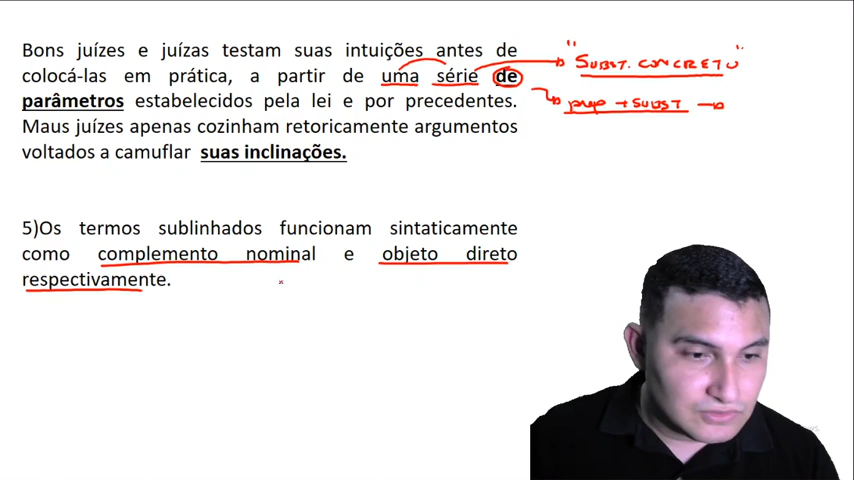 Bons juízes e juízas testam suas intuições antes de
colocá-las em prática, a partir de uma série de
parâmetros estabelecidos pela lei e por precedentes.
Maus juízes apenas cozinham retoricamente argumentos
voltados a camuflar suas inclinações.
"SUBST. CONCRETO"
prep + SUBST →
5)Os termos sublinhados funcionam sintaticamente
como complemento nominal e objeto direto
respectivamente.